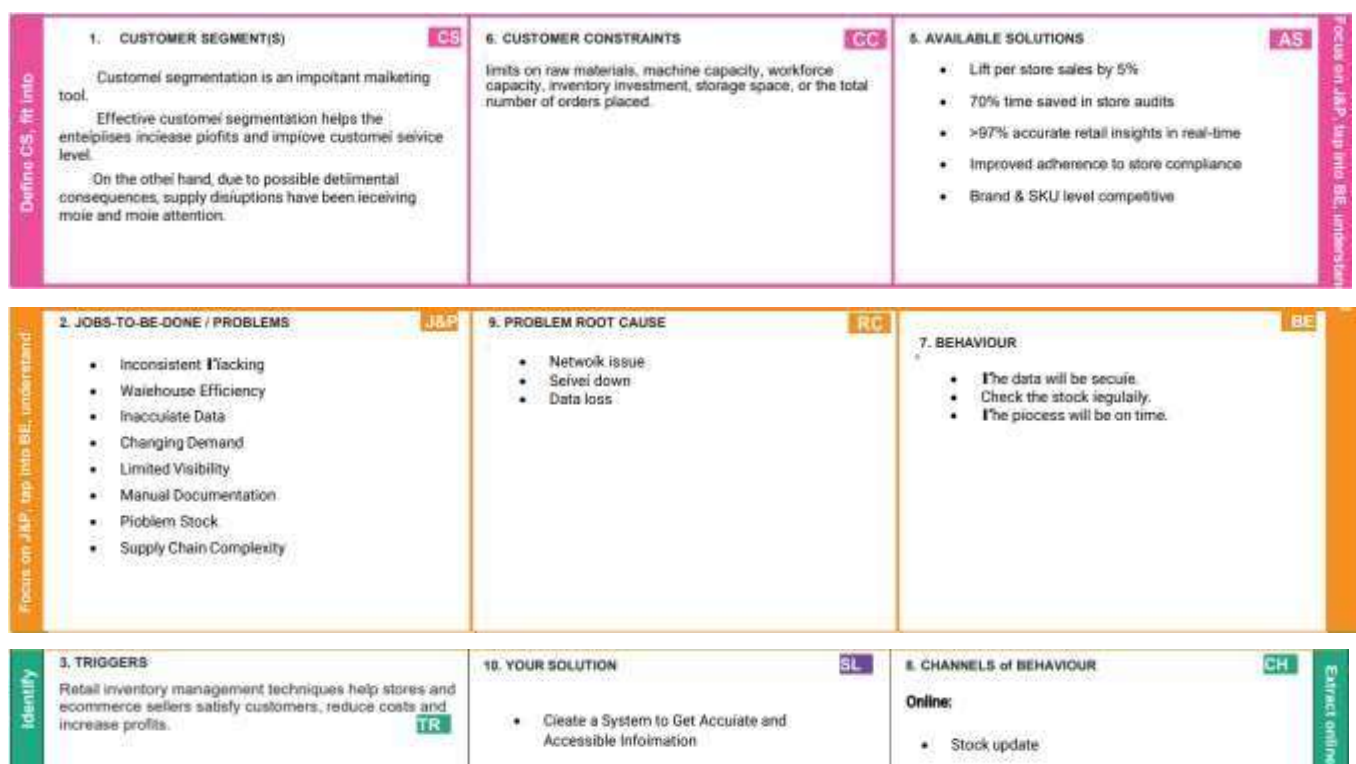 Define CS, fit into
1. CUSTOMER SEGMENT(S)
CS
Customei segmentation is an impoitant maiketing
tool.
Effective customei segmentation helps the
enteipiises inciease piofits and impiove customei seivice
level.
On the othei hand, due to possible detiimental
consequences, supply disiuptions have been ieceiving
moie and moie attention.
6. CUSTOMER CONSTRAINTS
CC
limits on raw materials, machine capacity, workforce
capacity, inventory investment, storage space, or the total
number of orders placed.
5. AVAILABLE SOLUTIONS
AS
• Lift per store sales by 5%
• 70% time saved in store audits
• >97% accurate retail insights in real-time
• Improved adherence to store compliance
• Brand & SKU level competitive
Focus on J&P, tap into BE, understan
Focus on J&P, tap into BE, understand
2. JOBS-TO-BE-DONE / PROBLEMS
J&P
• Inconsistent I'iacking
• Waiehouse Efficiency
• Inaccuiate Data
• Changing Demand
• Limited Visibility
• Manual Documentation
• Pioblem Stock
• Supply Chain Complexity
9. PROBLEM ROOT CAUSE
RC
• Netwoik issue
• Seivei down
• Data loss
BE
7. BEHAVIOUR
• I'he data will be secuie.
• Check the stock iegulaily.
• I'he piocess will be on time.
Identify
3. TRIGGERS
Retail inventory management techniques help stores and
ecommerce sellers satisfy customers, reduce costs and
increase profits.
TR
10. YOUR SOLUTION
SL
• Cieate a System to Get Accuiate and
Accessible Infoimation
8. CHANNELS of BEHAVIOUR
CH
Online:
• Stock update
Extract online